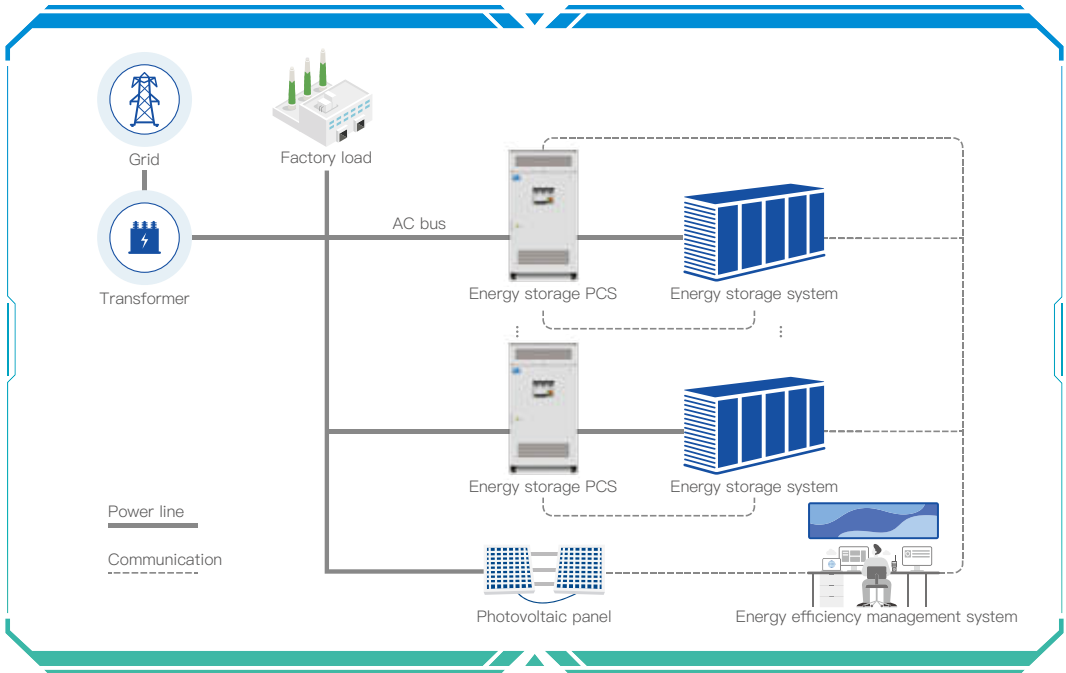 Grid
Factory load
AC bus
Transformer
Energy storage PCS
Energy storage system
Energy storage PCS
Energy storage system
Power line
Communication
Photovoltaic panel
Energy efficiency management system